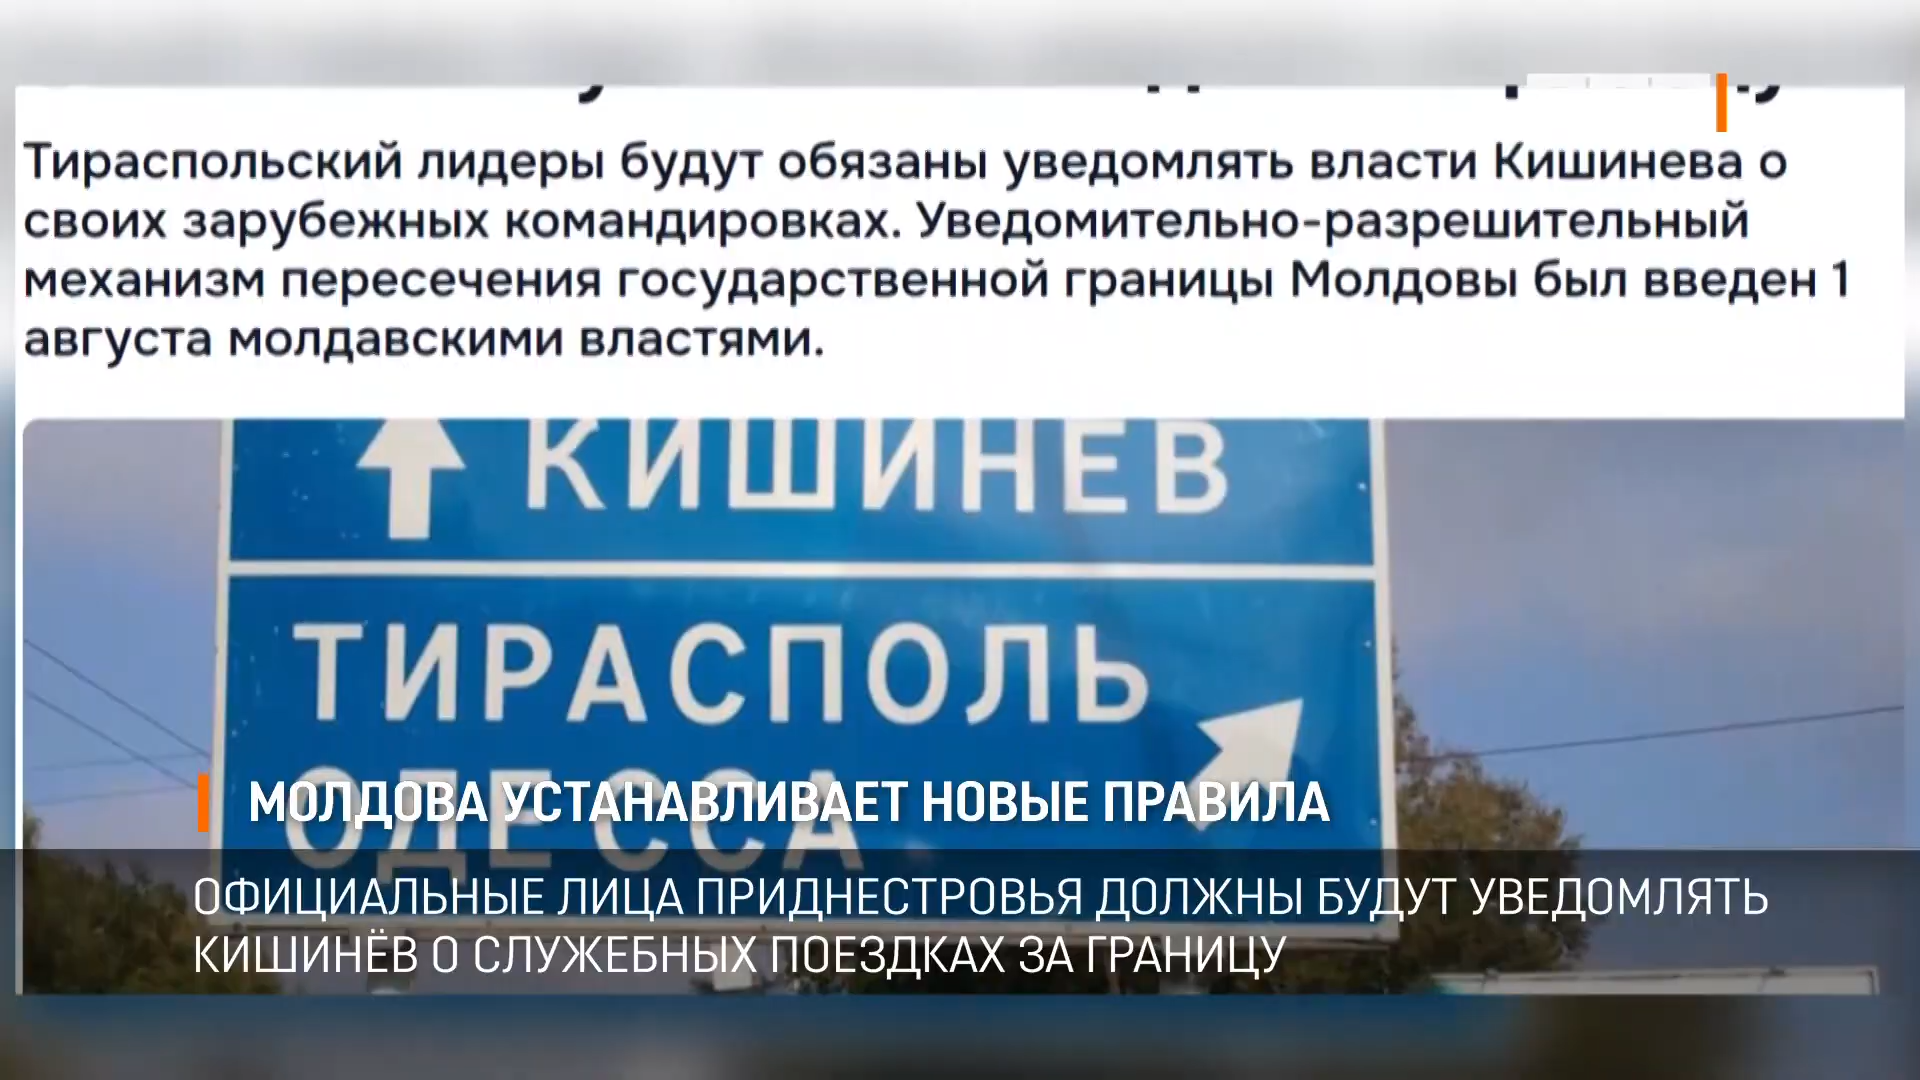 Тираспольский лидеры будут обязаны уведомлять власти Кишинева о
своих зарубежных командировках. Уведомительно-разрешительный
механизм пересечения государственной границы Молдовы был введен 1
августа молдавскими властями.
КИШИНЕВ
ТИРАСПОЛЬ
ОДЕССА
МОЛДОВА УСТАНАВЛИВАЕТ НОВЫЕ ПРАВИЛА
ОФИЦИАЛЬНЫЕ ЛИЦА ПРИДНЕСТРОВЬЯ ДОЛЖНЫ БУДУТ УВЕДОМЛЯТЬ
КИШИНЁВ О СЛУЖЕБНЫХ ПОЕЗДКАХ ЗА ГРАНИЦУ